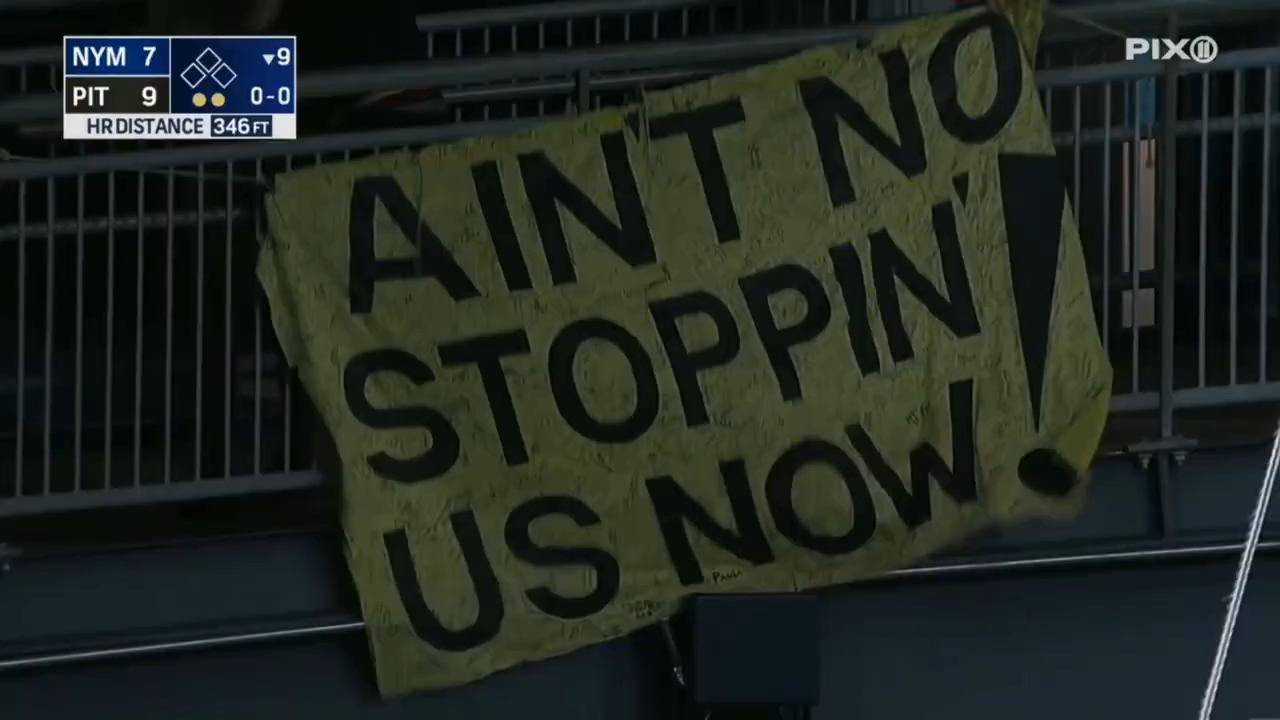 NYM 7 ▼9
PIT 9 0-0
HR DISTANCE 346 FT
PIX11
AINT NO
STOPPIN'
US NOW!